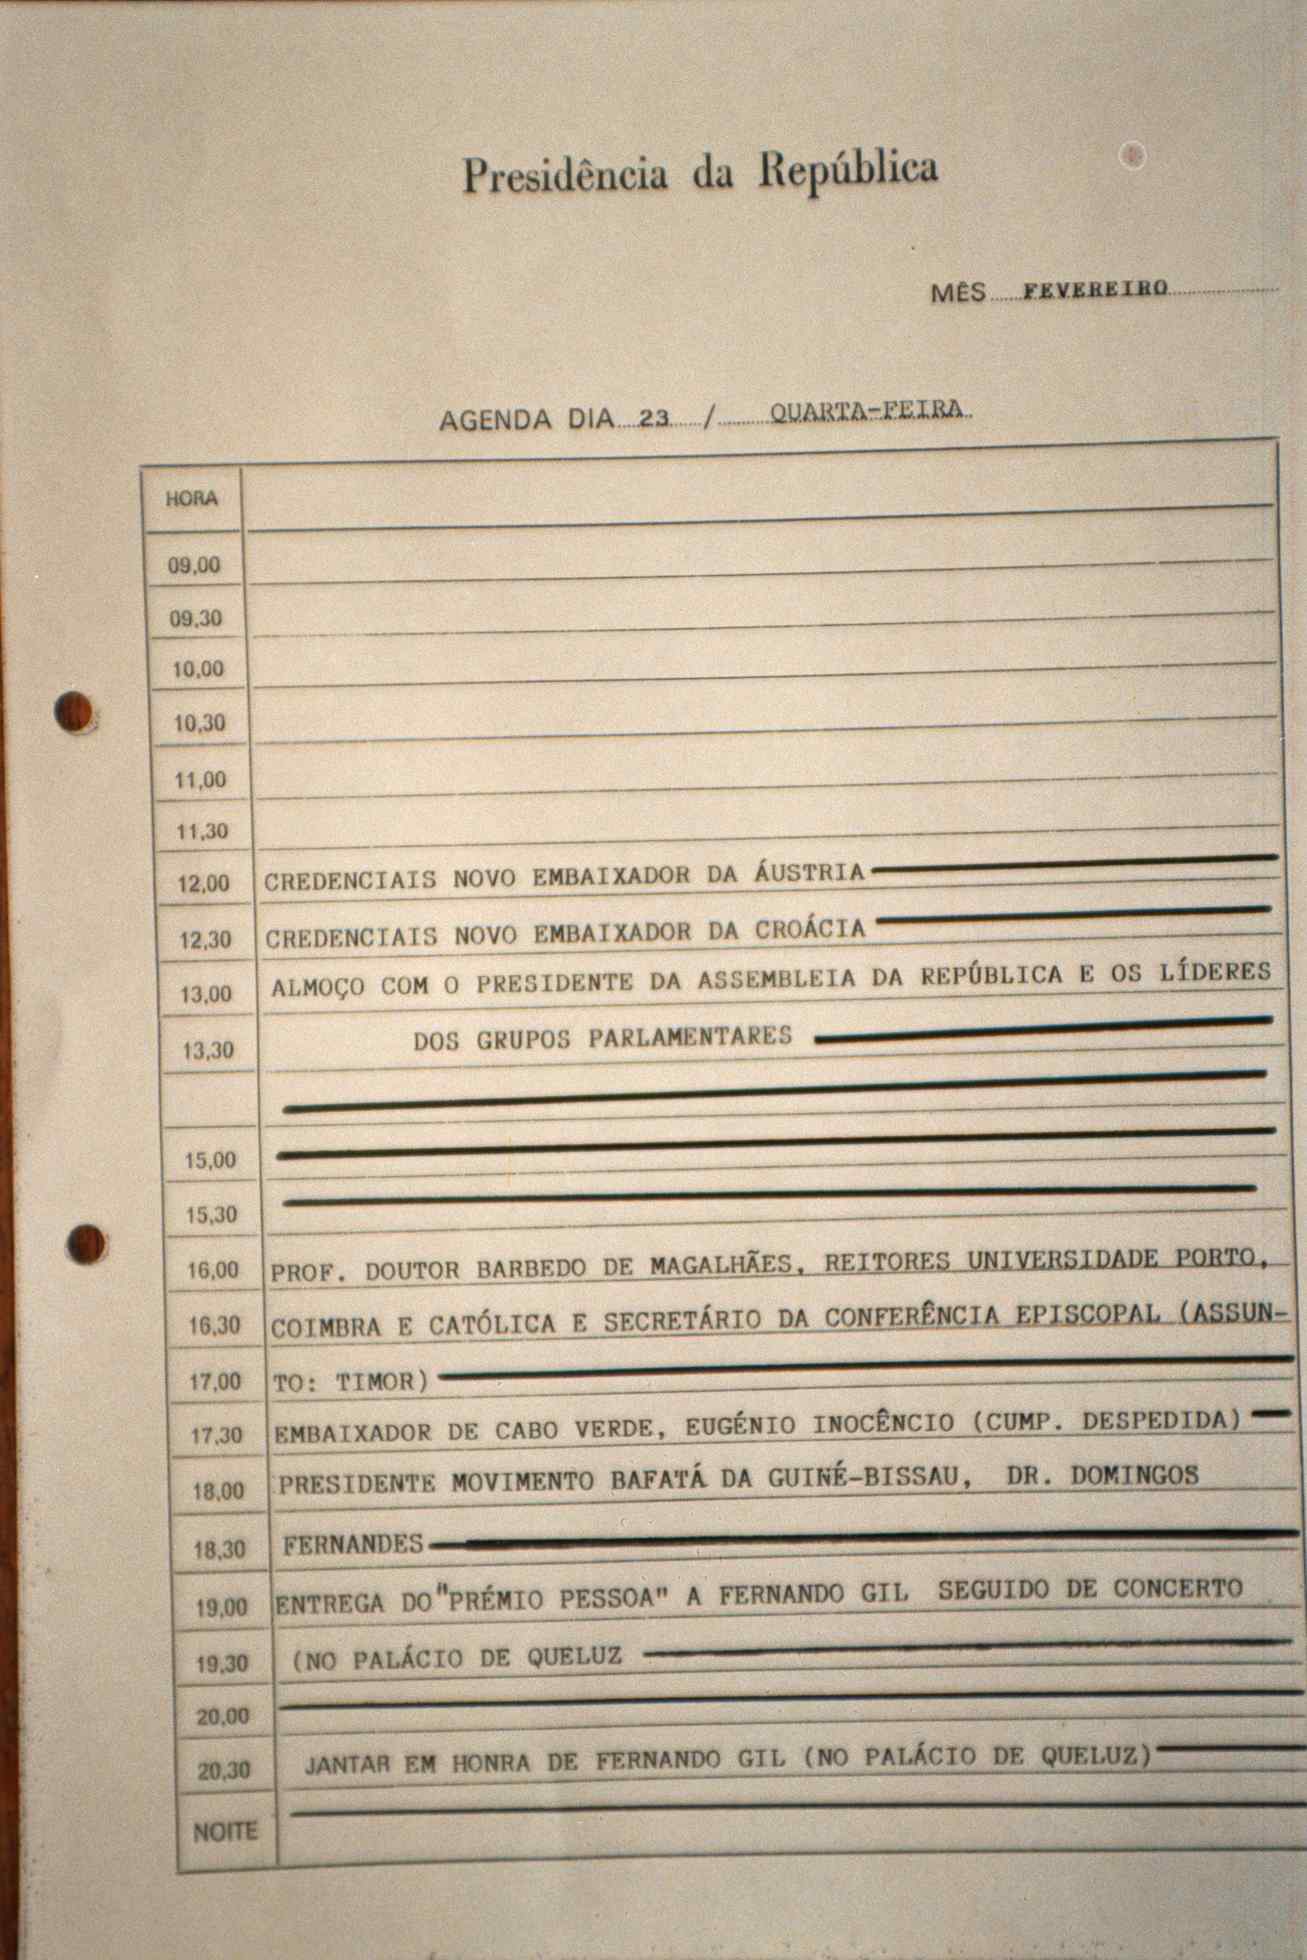 Presidência da República
MÊS FEVEREIRO
AGENDA DIA 23 / QUARTA-FEIRA
HORA
09,00
09,30
10,00
10,30
11,00
11,30
12,00 CREDENCIAIS NOVO EMBAIXADOR DA ÁUSTRIA
12,30 CREDENCIAIS NOVO EMBAIXADOR DA CROÁCIA
13,00 ALMOÇO COM O PRESIDENTE DA ASSEMBLEIA DA REPÚBLICA E OS LÍDERES
13,30 DOS GRUPOS PARLAMENTARES
15,00
15,30
16,00 PROF. DOUTOR BARBEDO DE MAGALHÃES, REITORES UNIVERSIDADE PORTO,
16,30 COIMBRA E CATÓLICA E SECRETÁRIO DA CONFERÊNCIA EPISCOPAL (ASSUN-
17,00 TO: TIMOR)
17,30 EMBAIXADOR DE CABO VERDE, EUGÉNIO INOCÊNCIO (CUMP. DESPEDIDA)
18,00 PRESIDENTE MOVIMENTO BAFATÁ DA GUINÉ-BISSAU, DR. DOMINGOS
18,30 FERNANDES
19,00 ENTREGA DO "PRÉMIO PESSOA" A FERNANDO GIL SEGUIDO DE CONCERTO
19,30 (NO PALÁCIO DE QUELUZ
20,00
20,30 JANTAR EM HONRA DE FERNANDO GIL (NO PALÁCIO DE QUELUZ)
NOITE